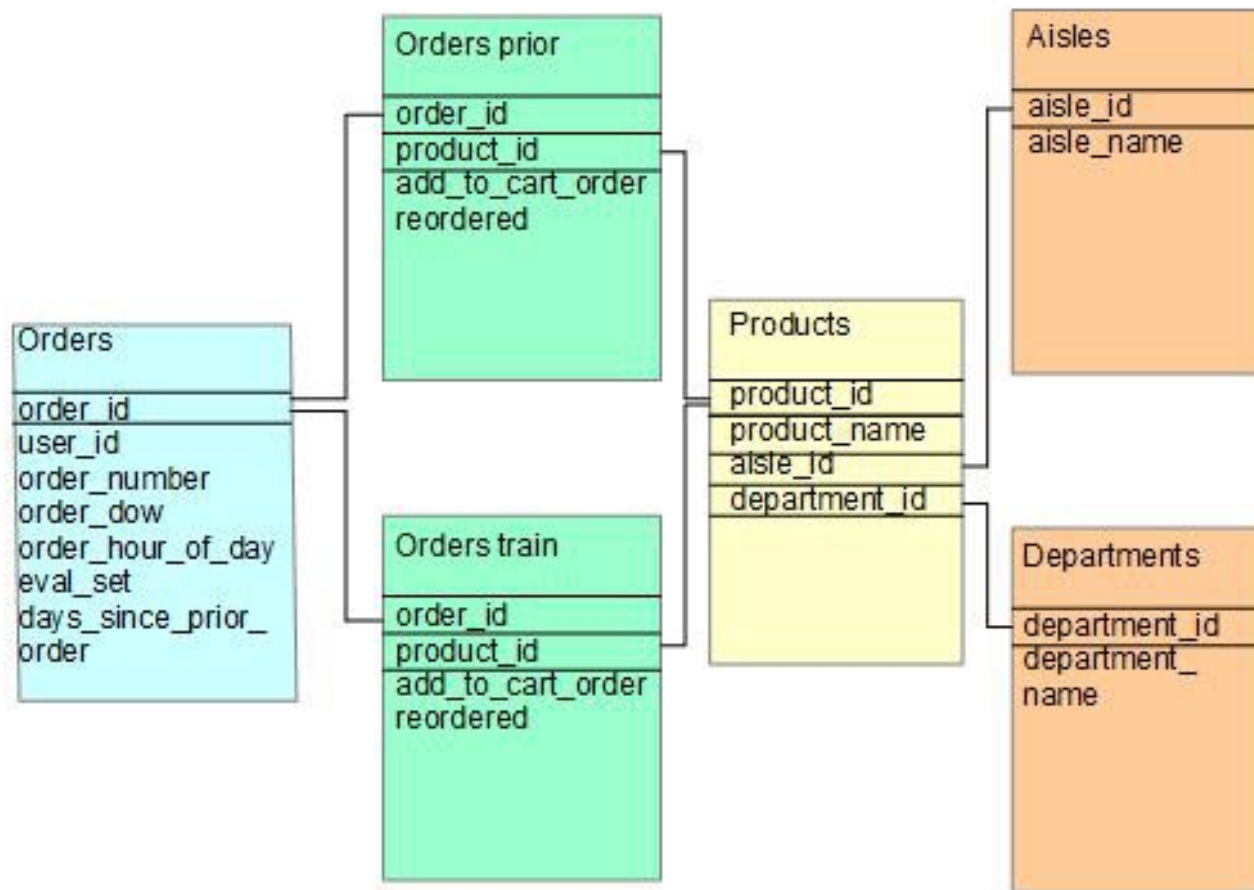 Orders
order_id
user_id
order_number
order_dow
order_hour_of_day
eval_set
days_since_prior_
order
Orders prior
order_id
product_id
add_to_cart_order
reordered
Orders train
order_id
product_id
add_to_cart_order
reordered
Products
product_id
product_name
aisle_id
department_id
Aisles
aisle_id
aisle_name
Departments
department_id
department_
name